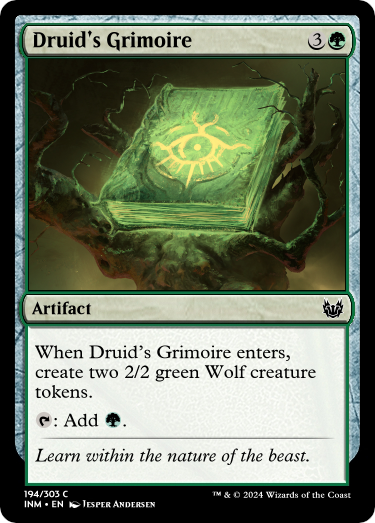 Druid's Grimoire 3
Artifact
When Druid's Grimoire enters,
create two 2/2 green Wolf creature
tokens.
: Add .
Learn within the nature of the beast.
194/303 C
INM • EN Jesper Andersen
™ & © 2024 Wizards of the Coast